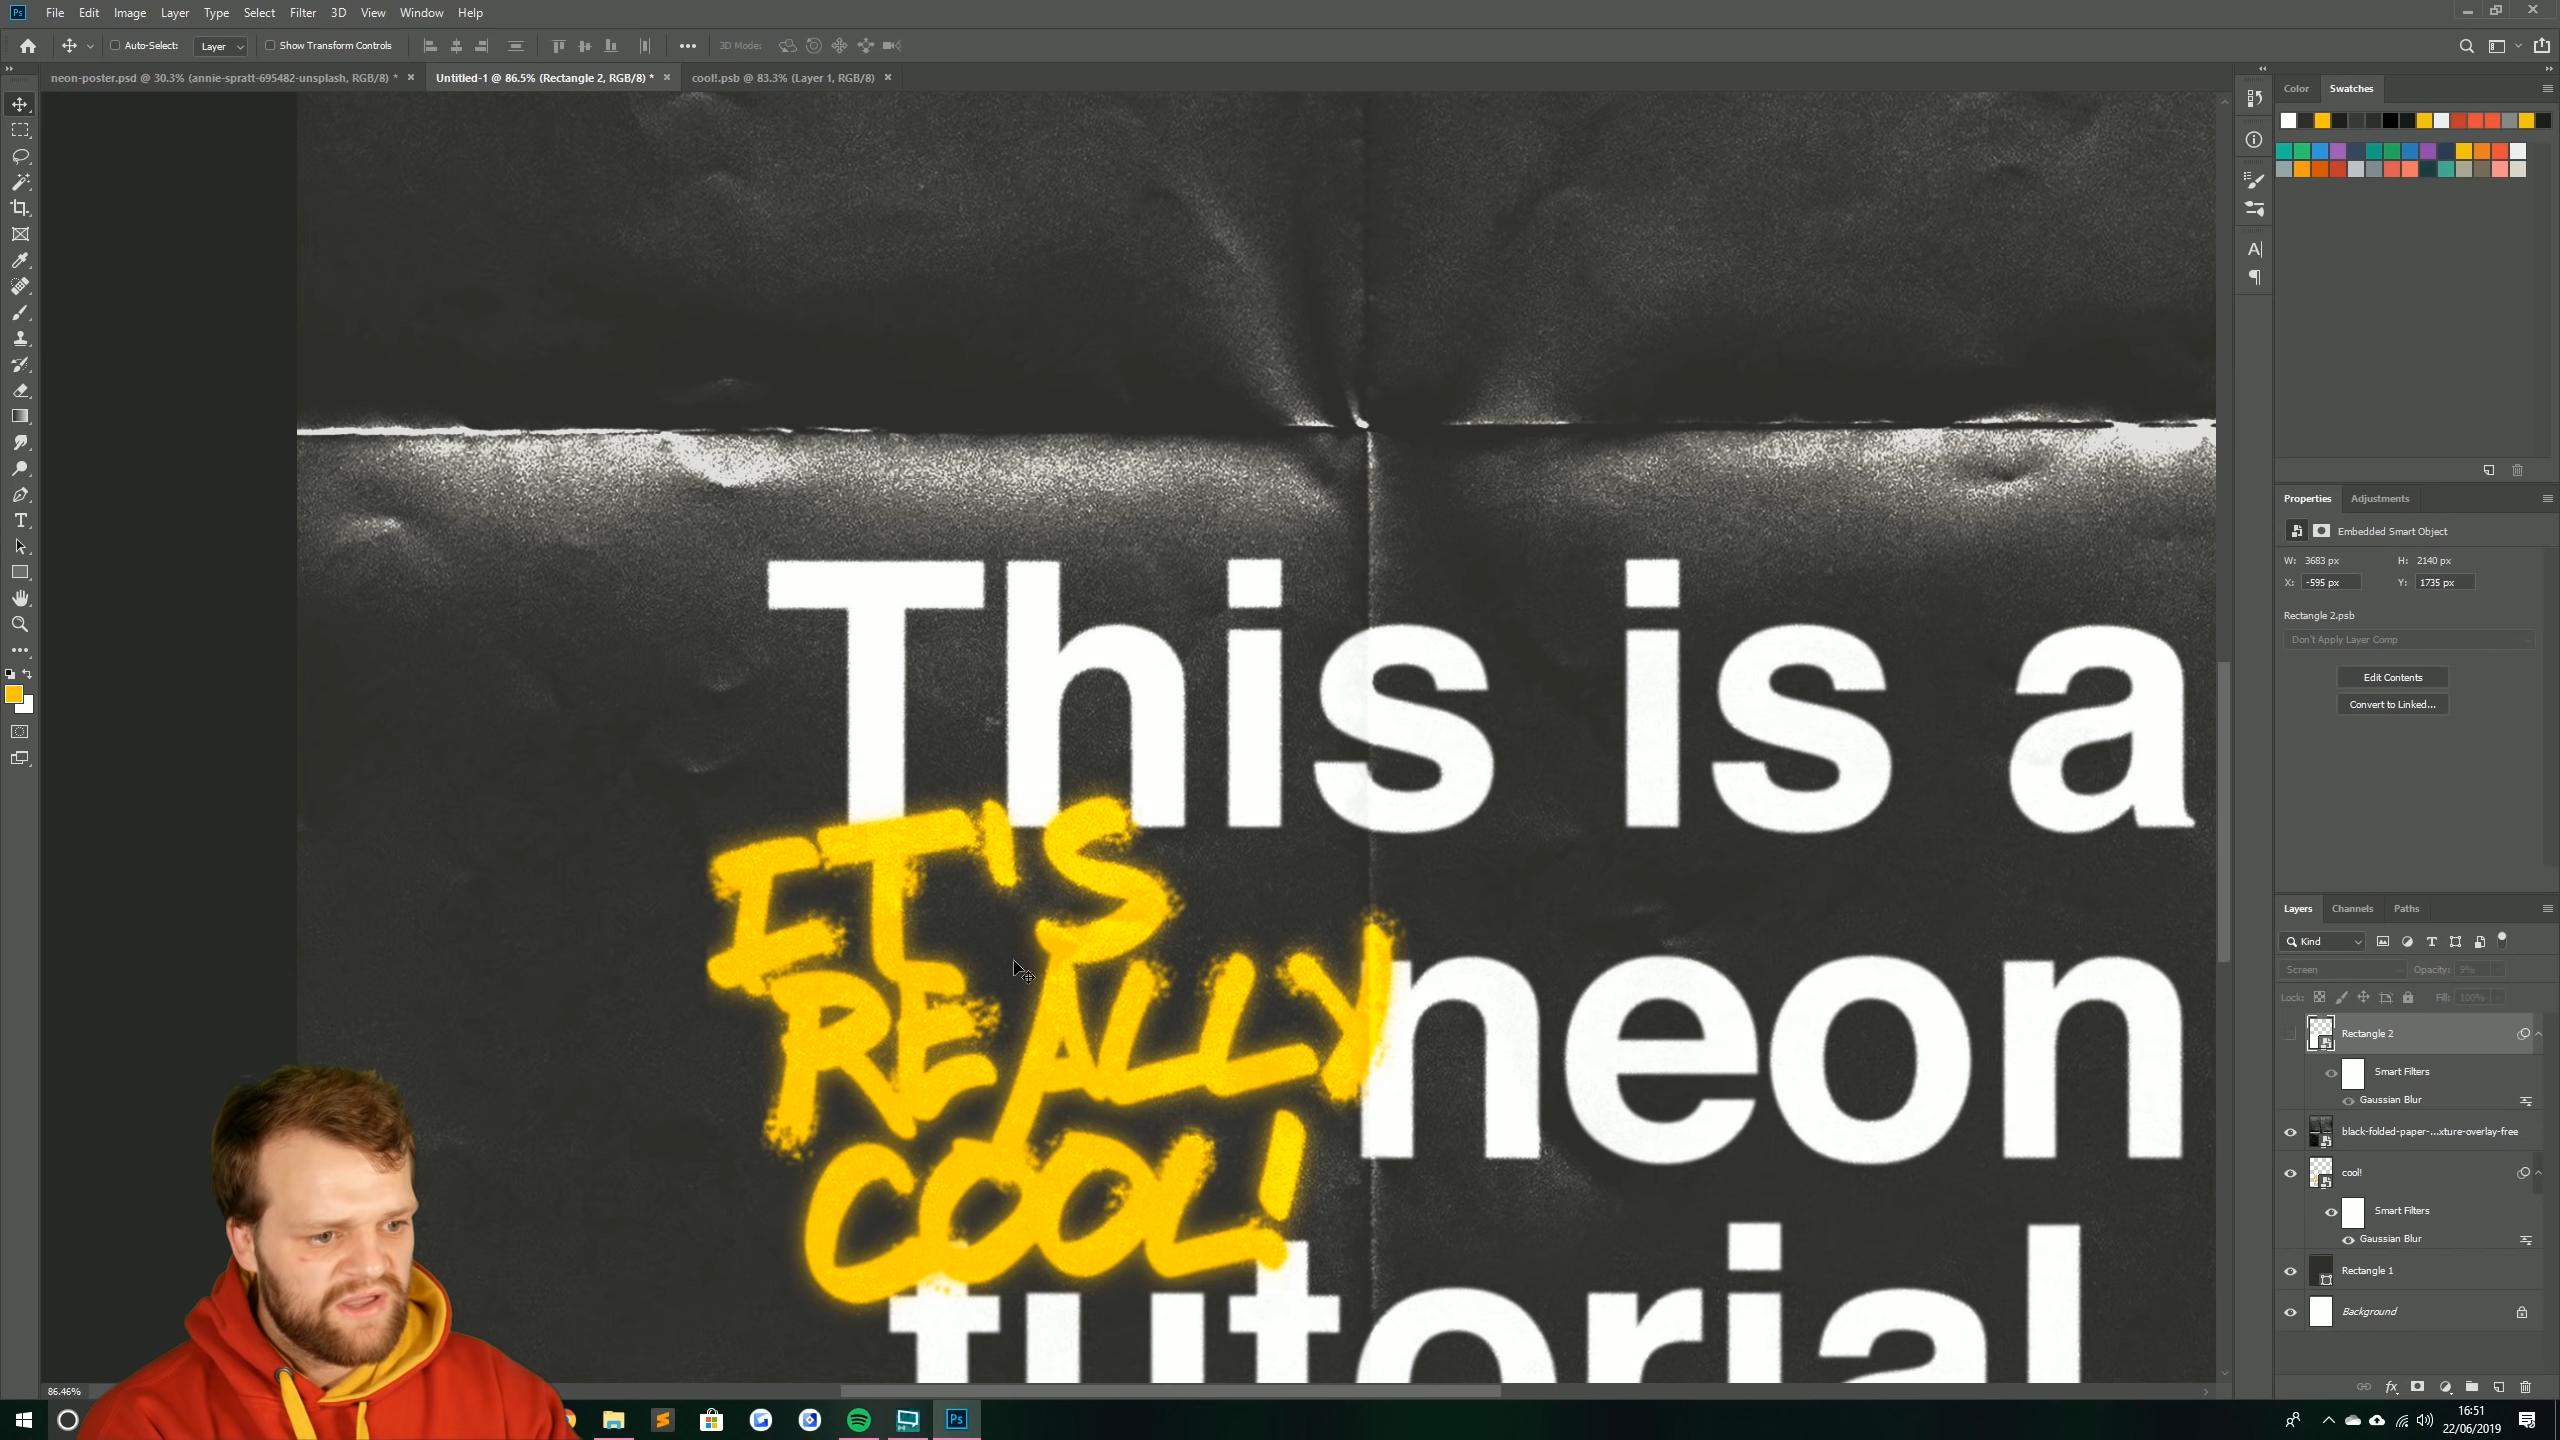 Ps File Edit Image Layer Type Select Filter 3D View Window Help
Auto-Select: Layer Show Transform Controls 3D Mode:
neon-poster.psd @ 30.3% (annie-spratt-695482-unsplash, RGB/8) * Untitled-1 @ 86.5% (Rectangle 2, RGB/8) * cool!.psb @ 83.3% (Layer 1, RGB/8)
Color Swatches
Properties Adjustments
Embedded Smart Object
W: 3683 px H: 2140 px
X: -595 px Y: 1735 px
Rectangle 2.psb
Don't Apply Layer Comp
Edit Contents
Convert to Linked...
This is a
IT'S
REALLY
COOL!
neon
tutorial
Layers Channels Paths
Kind
Screen Opacity: 9%
Lock: Fill: 100%
Rectangle 2
Smart Filters
Gaussian Blur
black-folded-paper-...xture-overlay-free
cool!
Smart Filters
Gaussian Blur
Rectangle 1
Background
86.46%
Ps
16:51
22/06/2019